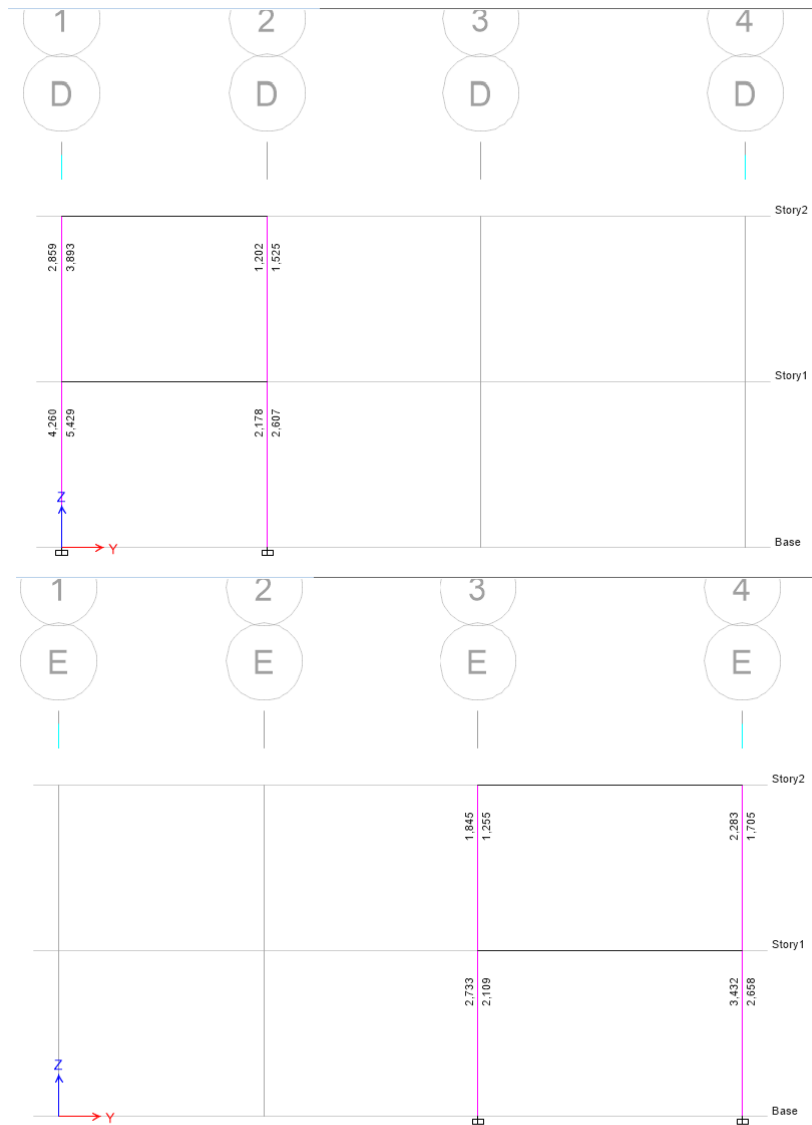 1 2 3 4
D D D D
Story2
2,859 3,893 1,202 1,525
Story1
4,260 5,429 2,178 2,607
Z
Y
Base
1 2 3 4
E E E E
Story2
1,845 1,255 2,283 1,705
Story1
2,733 2,109 3,432 2,658
Z
Y
Base